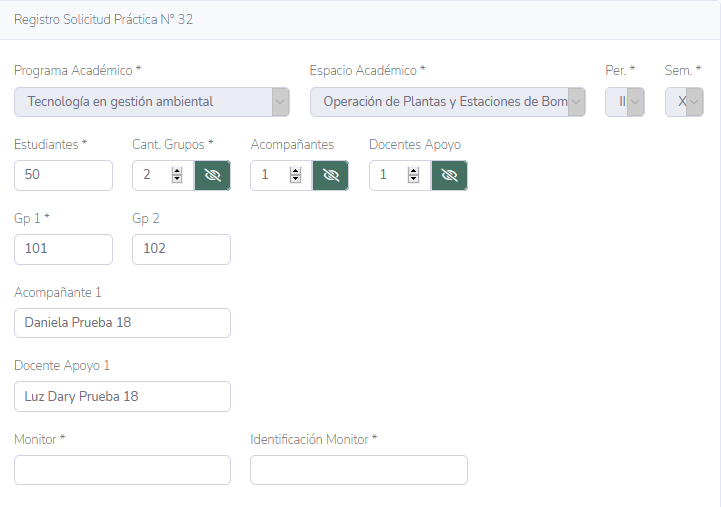 Registro Solicitud Práctica N° 32
Programa Académico * Espacio Académico * Per. * Sem. *
Tecnología en gestión ambiental Operación de Plantas y Estaciones de Bom II X
Estudiantes * Cant. Grupos * Acompañantes Docentes Apoyo
50 2 1 1
Gp 1 * Gp 2
101 102
Acompañante 1
Daniela Prueba 18
Docente Apoyo 1
Luz Dary Prueba 18
Monitor * Identificación Monitor *